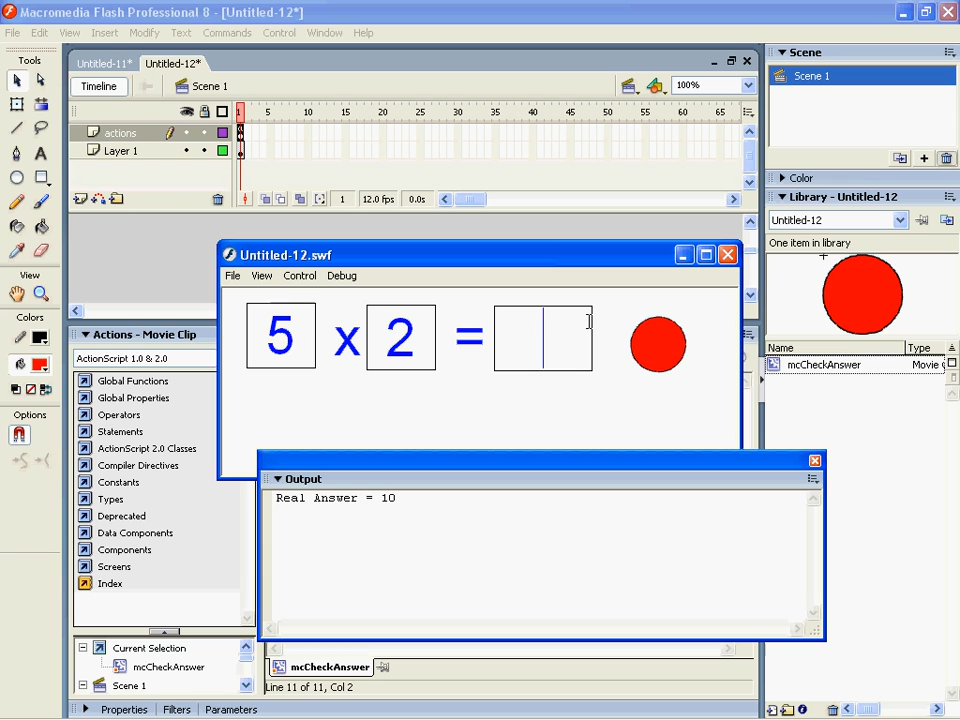 Macromedia Flash Professional 8 - [Untitled-12*]
File Edit View Insert Modify Text Commands Control Window Help
Tools
View
Colors
Options
Untitled-11* Untitled-12*
Timeline Scene 1 100%
1 5 10 15 20 25 30 35 40 45 50 55 60 65
actions
Layer 1
1 12.0 fps 0.0s
Scene
Scene 1
Color
Library - Untitled-12
Untitled-12
One item in library
Name Type
mcCheckAnswer Movie
Untitled-12.swf
File View Control Debug
5 x 2 =
Output
Real Answer = 10
Actions - Movie Clip
ActionScript 1.0 & 2.0
Global Functions
Global Properties
Operators
Statements
ActionScript 2.0 Classes
Compiler Directives
Constants
Types
Deprecated
Data Components
Components
Screens
Index
Current Selection
mcCheckAnswer
Scene 1
mcCheckAnswer
Line 11 of 11, Col 2
Properties Filters Parameters